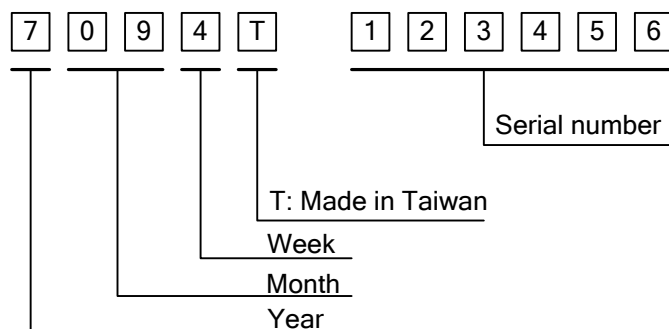 7 0 9 4 T 1 2 3 4 5 6
Serial number
T: Made in Taiwan
Week
Month
Year